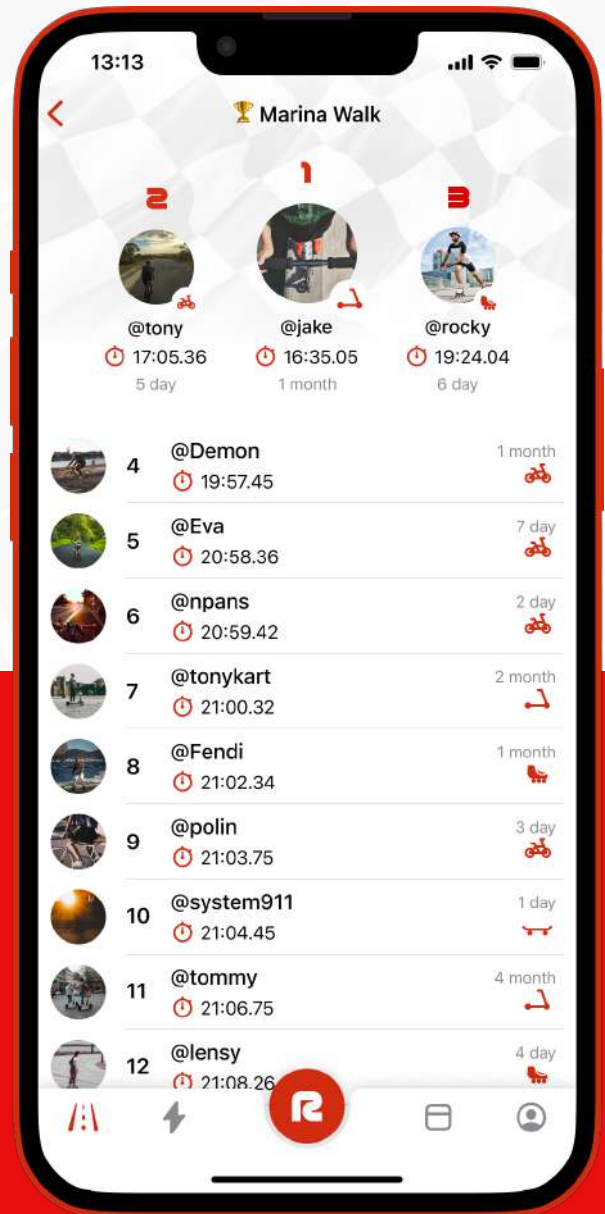 13:13
Marina Walk
1
2
3
@tony
@jake
@rocky
17:05.36
16:35.05
19:24.04
5 day
1 month
6 day
4
@Demon
19:57.45
1 month
5
@Eva
20:58.36
7 day
6
@npans
20:59.42
2 day
7
@tonykart
21:00.32
2 month
8
@Fendi
21:02.34
1 month
9
@polin
21:03.75
3 day
10
@system911
21:04.45
1 day
11
@tommy
21:06.75
4 month
12
@lensy
21:08.26
4 day
R